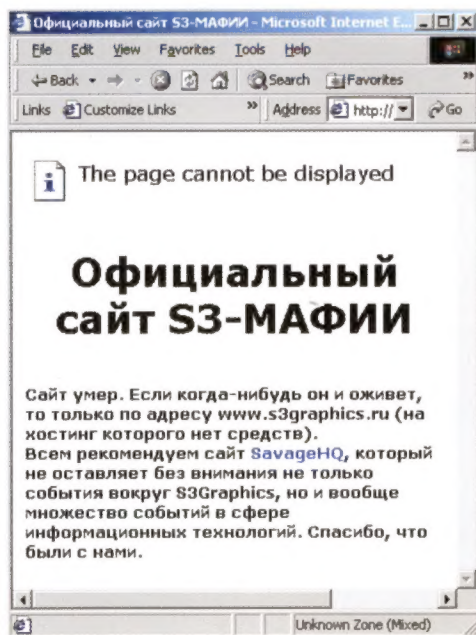 Официальный сайт S3-МАФИИ - Microsoft Internet E...
File Edit View Favorites Tools Help
Back Search Favorites »
Links Customize Links » Address http:// Go
The page cannot be displayed
Официальный
сайт S3-МАФИИ
Сайт умер. Если когда-нибудь он и оживет,
то только по адресу www.s3graphics.ru (на
хостинг которого нет средств).
Всем рекомендуем сайт SavageHQ, который
не оставляет без внимания не только
события вокруг S3Graphics, но и вообще
множество событий в сфере
информационных технологий. Спасибо, что
были с нами.
Unknown Zone (Mixed)